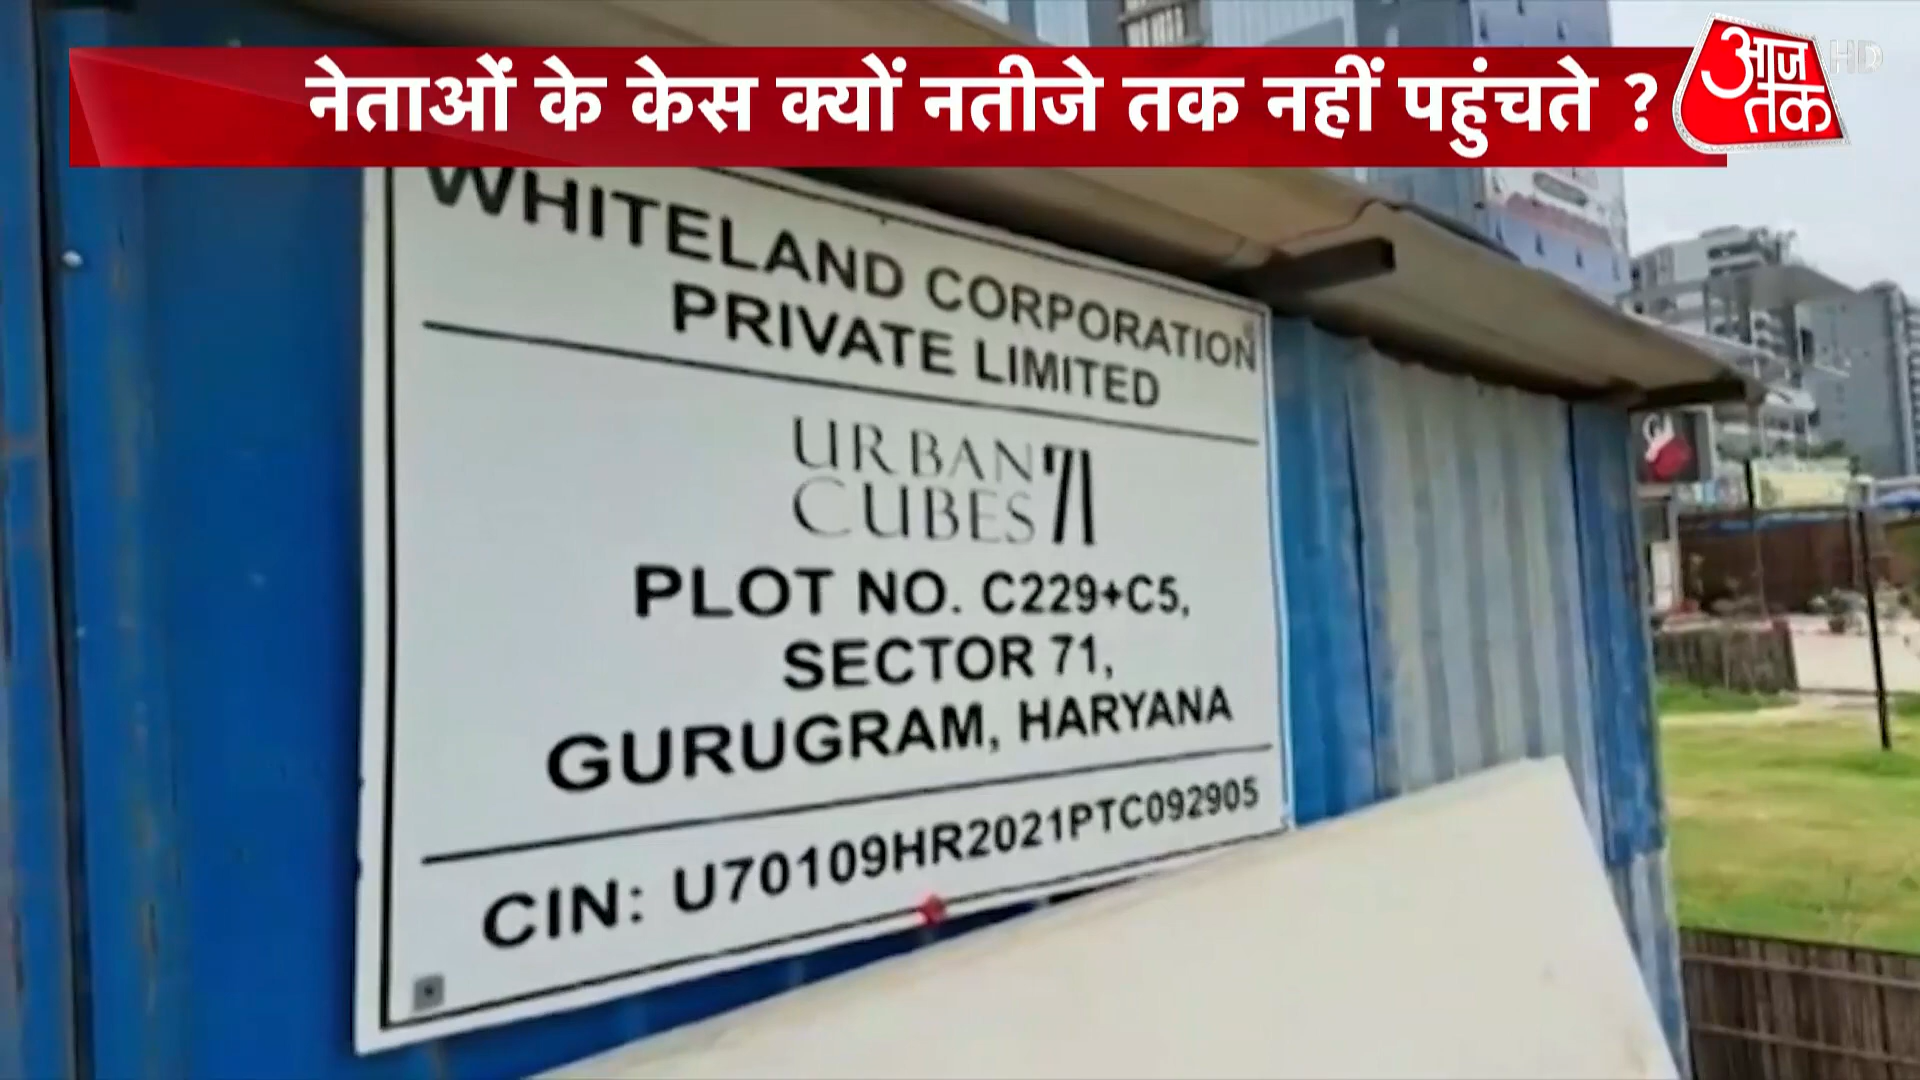 नेताओं के केस क्यों नतीजे तक नहीं पहुंचते ?
आज
तक
HD
WHITELAND CORPORATION
PRIVATE LIMITED
URBAN
CUBES 71
PLOT NO. C229+C5,
SECTOR 71,
GURUGRAM, HARYANA
CIN: U70109HR2021PTC092905